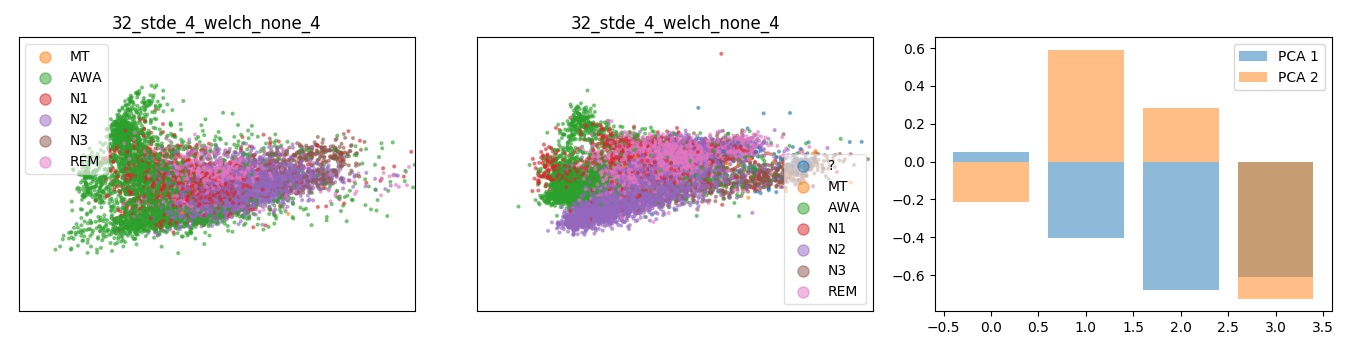 32_stde_4_welch_none_4
MT
AWA
N1
N2
N3
REM
32_stde_4_welch_none_4
?
MT
AWA
N1
N2
N3
REM
PCA 1
PCA 2
0.6
0.4
0.2
0.0
−0.2
−0.4
−0.6
−0.5 0.0 0.5 1.0 1.5 2.0 2.5 3.0 3.5